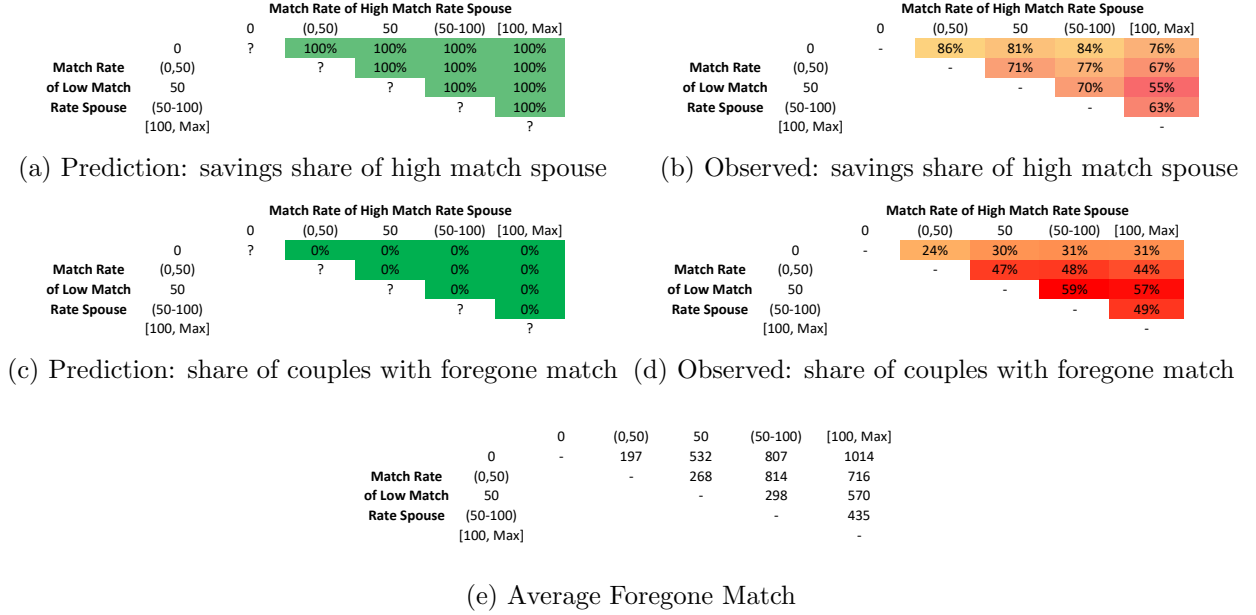 Match Rate of High Match Rate Spouse
0 (0,50) 50 (50-100) [100, Max]
0 ? 100% 100% 100% 100%
Match Rate (0,50) ? 100% 100% 100%
of Low Match 50 ? 100% 100%
Rate Spouse (50-100) ? 100%
[100, Max] ?
(a) Prediction: savings share of high match spouse
Match Rate of High Match Rate Spouse
0 (0,50) 50 (50-100) [100, Max]
0 - 86% 81% 84% 76%
Match Rate (0,50) - 71% 77% 67%
of Low Match 50 - 70% 55%
Rate Spouse (50-100) - 63%
[100, Max] -
(b) Observed: savings share of high match spouse
Match Rate of High Match Rate Spouse
0 (0,50) 50 (50-100) [100, Max]
0 ? 0% 0% 0% 0%
Match Rate (0,50) ? 0% 0% 0%
of Low Match 50 ? 0% 0%
Rate Spouse (50-100) ? 0%
[100, Max] ?
(c) Prediction: share of couples with foregone match
Match Rate of High Match Rate Spouse
0 (0,50) 50 (50-100) [100, Max]
0 - 24% 30% 31% 31%
Match Rate (0,50) - 47% 48% 44%
of Low Match 50 - 59% 57%
Rate Spouse (50-100) - 49%
[100, Max] -
(d) Observed: share of couples with foregone match
0 (0,50) 50 (50-100) [100, Max]
0 - 197 532 807 1014
Match Rate (0,50) - 268 814 716
of Low Match 50 - 298 570
Rate Spouse (50-100) - 435
[100, Max] -
(e) Average Foregone Match